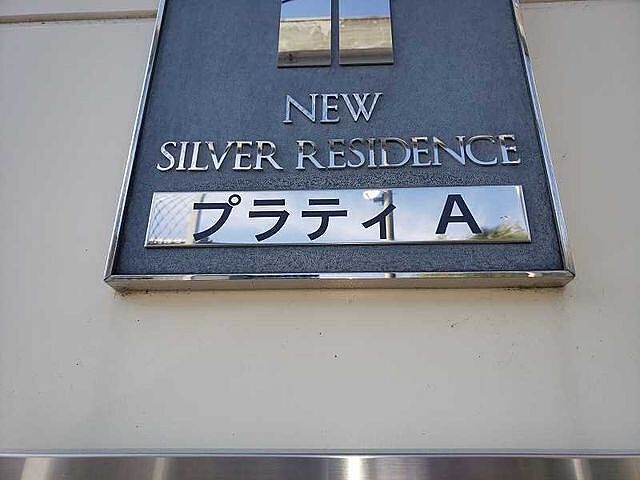 NEW
SILVER RESIDENCE
プラティ A